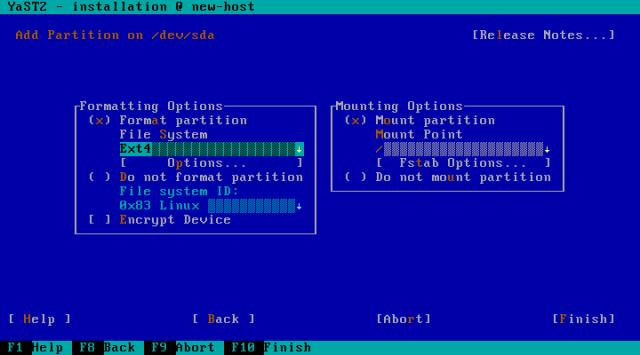 YaST2 - installation @ new-host
Add Partition on /dev/sda [Release Notes...]
Formatting Options Mounting Options
(x) Format partition (x) Mount partition
File System Mount Point
Ext4 /
[ Options... ] [ Fstab Options... ]
( ) Do not format partition ( ) Do not mount partition
File system ID:
0x83 Linux
[ ] Encrypt Device
[ Help ] [ Back ] [Abort] [Finish]
F1 Help F8 Back F9 Abort F10 Finish